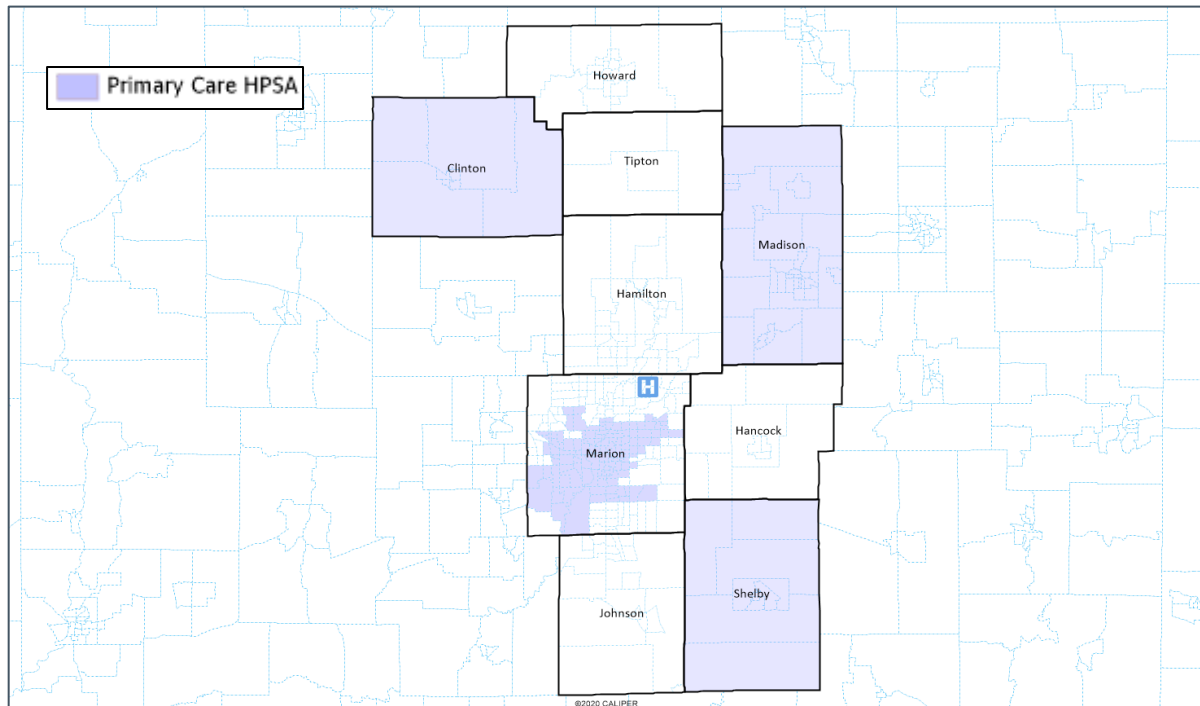 Howard
Primary Care HPSA
Tipton
Clinton
Madison
Hamilton
H
Hancock
Marion
Shelby
Johnson
©2020 CALIPER